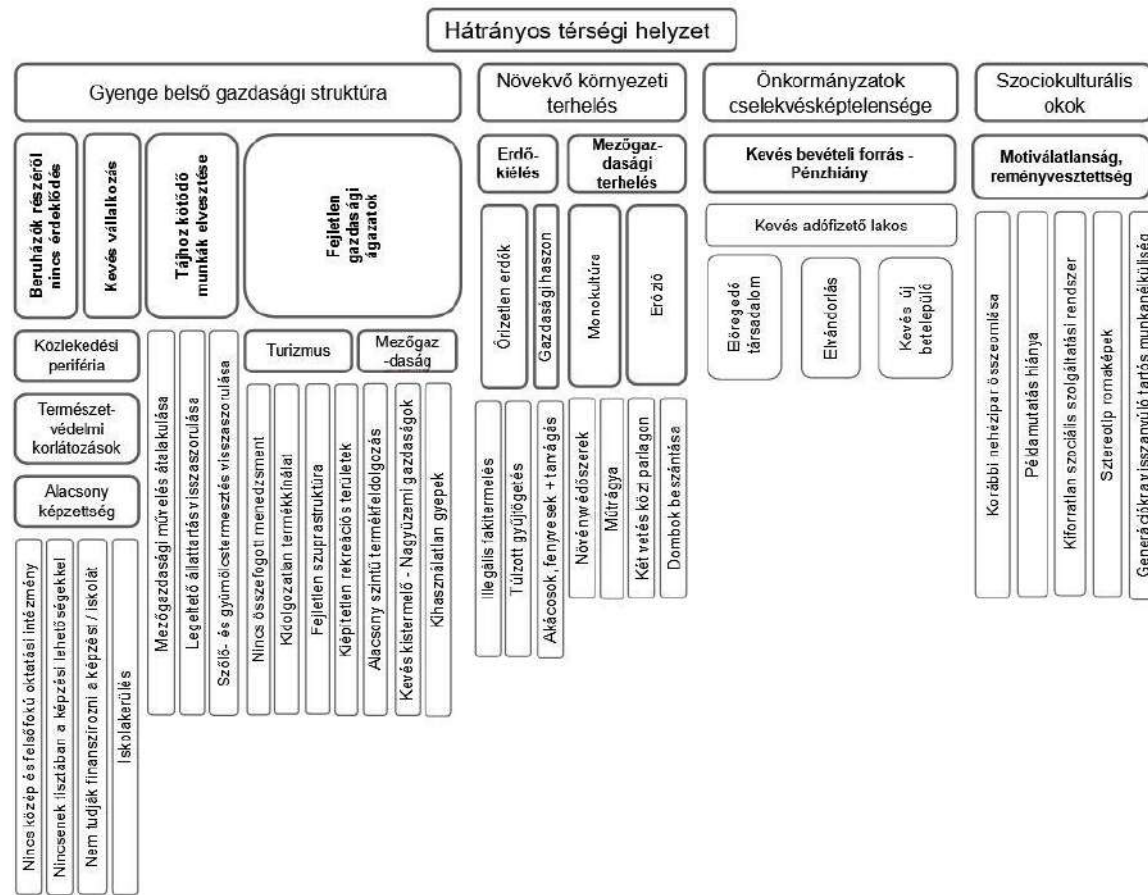 Hátrányos térségi helyzet
Gyenge belső gazdasági struktúra
Növekvő környezeti
terhelés
Önkormányzatok
cselekvésképtelensége
Szociokulturális
okok
Beruházók részéről
nincs érdeklődés
Kevés vállalkozás
Tájhoz kötődő
munkák elvesztése
Fejletlen
gazdasági
ágazatok
Erdő-
kiélés
Mezőgaz-
dasági
terhelés
Kevés bevételi forrás -
Pénzhiány
Motiválatlanság,
reményvesztettség
Közlekedési
periféria
Természet-
védelmi
korlátozások
Alacsony
képzettség
Nincs közép és felsőfokú oktatási intézmény
Nincsenek tisztában a képzési lehetőségekkel
Nem tudják finanszírozni a képzést / iskolát
Iskolakerülés
Mezőgazdasági művelés átalakulása
Legeltető állattartás visszaszorulása
Szőlő- és gyümölcstermesztés visszaszorulása
Turizmus
Mezőgaz
-daság
Nincs összefogott menedzsment
Kidolgozatlan termékkínálat
Fejletlen szuprastruktúra
Kiépítetlen rekreációs területek
Alacsony szintű termékfeldolgozás
Kevés kistermelő - Nagyüzemi gazdaságok
Kihasználatlan gyepek
Őrizetlen erdők
Gazdasági haszon
Monokultúra
Erózió
Illegális fakitermelés
Túlzott gyűjtögetés
Akácosok, fenyvesek + tarvágás
Növényvédőszerek
Műtrágya
Két vetés közi parlagon
Dombok beszántása
Kevés adófizető lakos
Elöregedő
társadalom
Elvándorlás
Kevés új
betelepülő
Korábbi nehézipar összeomlása
Példamutatás hiánya
Kiforratlan szociális szolgáltatási rendszer
Sztereotip romaképek
Generációkra visszanyúló tartós munkanélküliség